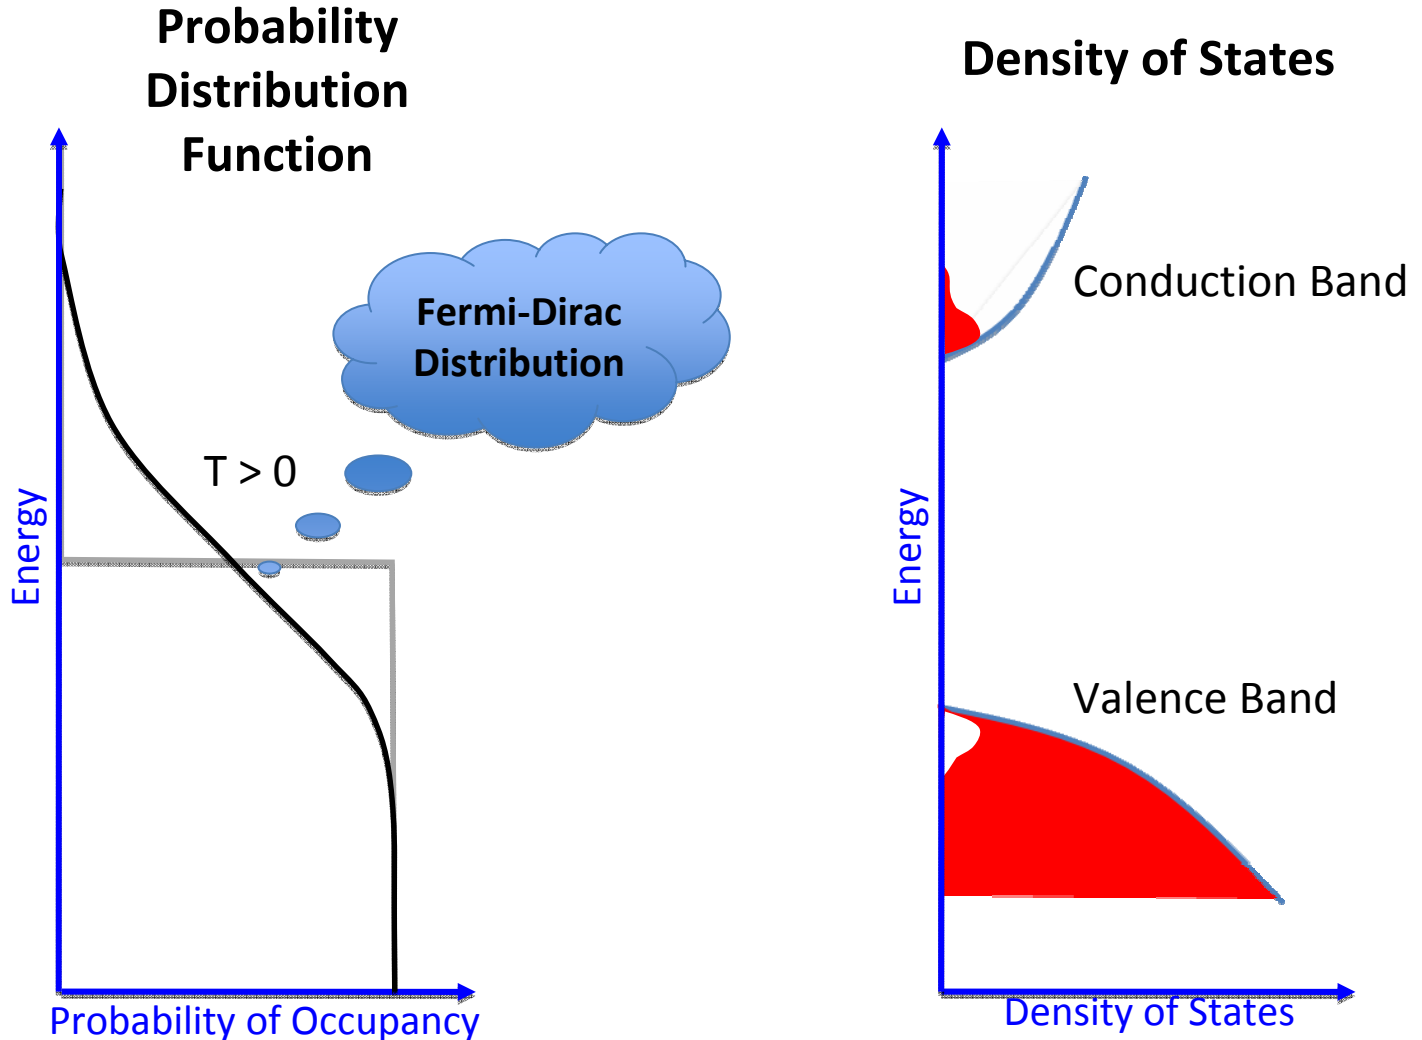 Probability
Distribution
Function
Density of States
Fermi-Dirac
Distribution
Conduction Band
T > 0
Energy
Energy
Valence Band
Probability of Occupancy
Density of States